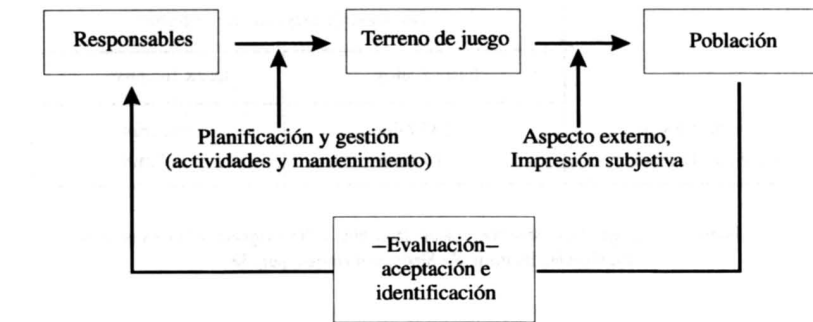 Responsables
Terreno de juego
Población
Planificación y gestión
(actividades y mantenimiento)
Aspecto externo,
Impresión subjetiva
–Evaluación–
aceptación e
identificación